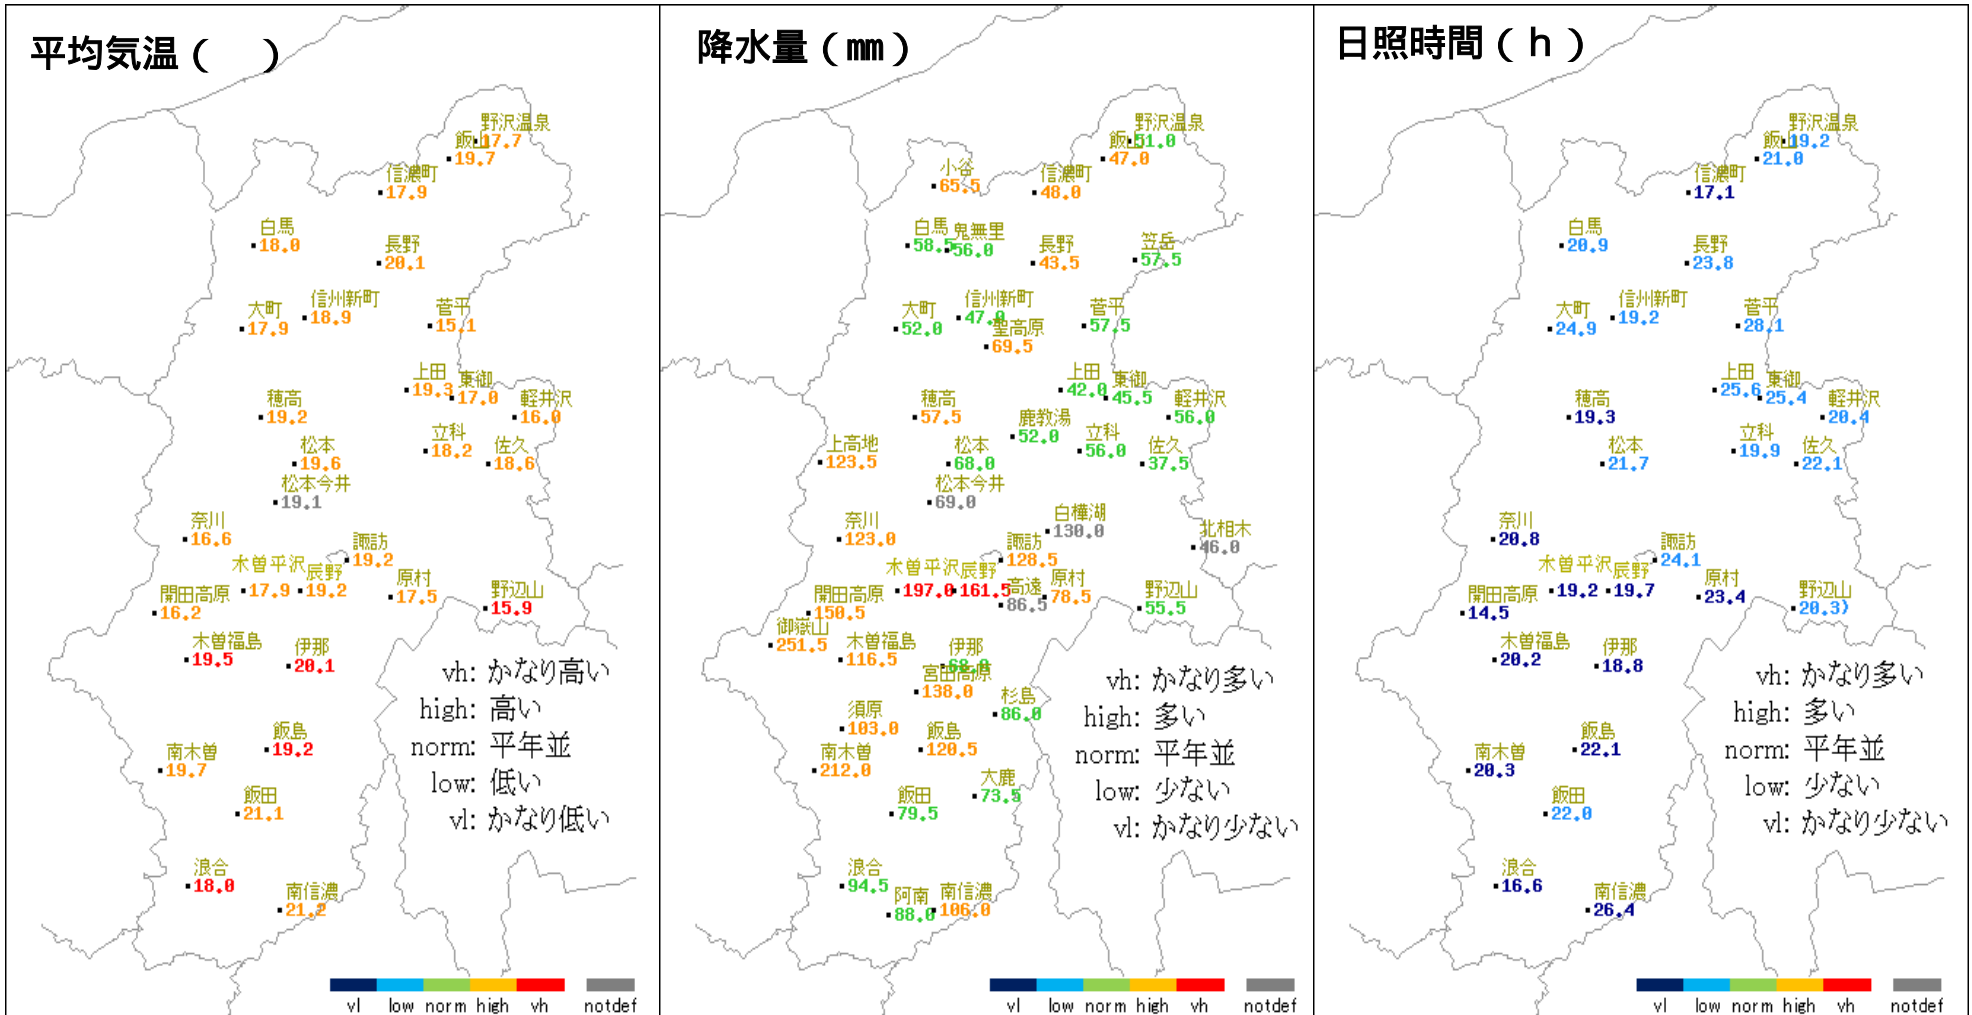 平均気温(　)
野沢温泉
17.7
飯山
19.7
信濃町
17.9
白馬
18.0
長野
20.1
大町
17.9
信州新町
18.9
菅平
15.1
上田
19.3
東御
17.0
穂高
19.2
軽井沢
16.0
松本
19.6
立科
18.2
佐久
18.6
松本今井
19.1
奈川
16.6
諏訪
19.2
木曽平沢
17.9
辰野
19.2
原村
17.5
野辺山
15.9
開田高原
16.2
木曽福島
19.5
伊那
20.1
飯島
19.2
南木曽
19.7
飯田
21.1
浪合
18.0
南信濃
21.2
vh: かなり高い
high: 高い
norm: 平年並
low: 低い
vl: かなり低い
vl low norm high vh notdef
降水量(㎜)
野沢温泉
51.0
飯山
47.0
小谷
65.5
信濃町
48.0
白馬
58.5
鬼無里
56.0
長野
43.5
笠岳
57.5
大町
52.0
信州新町
47.0
聖高原
69.5
菅平
57.5
上田
42.0
東御
45.5
穂高
57.5
軽井沢
56.0
鹿教湯
52.0
上高地
123.5
松本
68.0
立科
56.0
佐久
37.5
松本今井
69.0
白樺湖
130.0
奈川
123.0
諏訪
128.5
北相木
46.0
木曽平沢
197.0
辰野
161.5
高遠
86.5
原村
78.5
野辺山
55.5
開田高原
150.5
御嶽山
251.5
木曽福島
116.5
伊那
68.0
宮田高原
138.0
杉島
86.0
須原
103.0
飯島
120.5
南木曽
212.0
大鹿
73.5
飯田
79.5
浪合
94.5
阿南
88.0
南信濃
106.0
vh: かなり多い
high: 多い
norm: 平年並
low: 少ない
vl: かなり少ない
vl low norm high vh notdef
日照時間(h)
野沢温泉
19.2
飯山
21.0
信濃町
17.1
白馬
20.9
長野
23.8
大町
24.9
信州新町
19.2
菅平
28.1
上田
25.6
東御
25.4
穂高
19.3
軽井沢
20.4
松本
21.7
立科
19.9
佐久
22.1
奈川
20.8
諏訪
24.1
木曽平沢
19.2
辰野
19.7
原村
23.4
野辺山
20.3)
開田高原
14.5
木曽福島
20.2
伊那
18.8
飯島
22.1
南木曽
20.3
飯田
22.0
浪合
16.6
南信濃
26.4
vh: かなり多い
high: 多い
norm: 平年並
low: 少ない
vl: かなり少ない
vl low norm high vh notdef